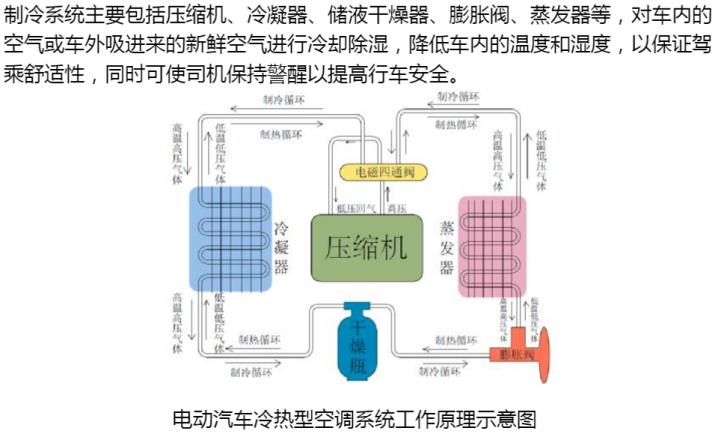 制冷系统主要包括压缩机、冷凝器、储液干燥器、膨胀阀、蒸发器等，对车内的
空气或车外吸进来的新鲜空气进行冷却除湿，降低车内的温度和湿度，以保证驾
乘舒适性，同时可使司机保持警醒以提高行车安全。
制冷循环
制冷循环
制热循环
制热循环
高温高压气体
低温低压气体
高温高压气体
低温低压气体
电磁四通阀
低压回气
高压
冷凝器
压缩机
蒸发器
高温高压气体
低温低压气体
高温高压气体
低温低压气体
干燥瓶
制热循环
制热循环
膨胀阀
制冷循环
制冷循环
电动汽车冷热型空调系统工作原理示意图